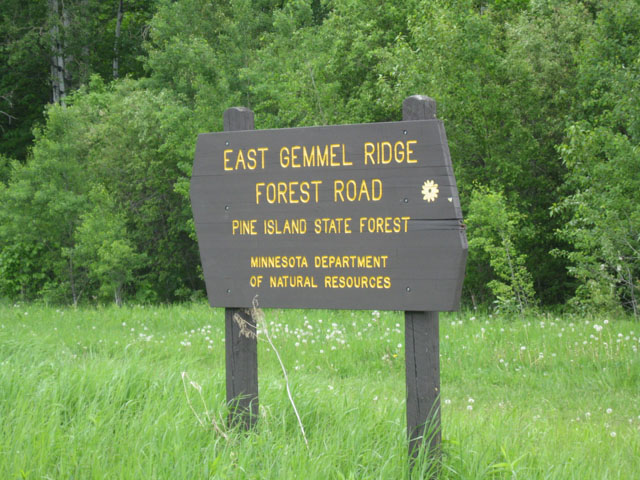 EAST GEMMEL RIDGE
FOREST ROAD
PINE ISLAND STATE FOREST
MINNESOTA DEPARTMENT
OF NATURAL RESOURCES